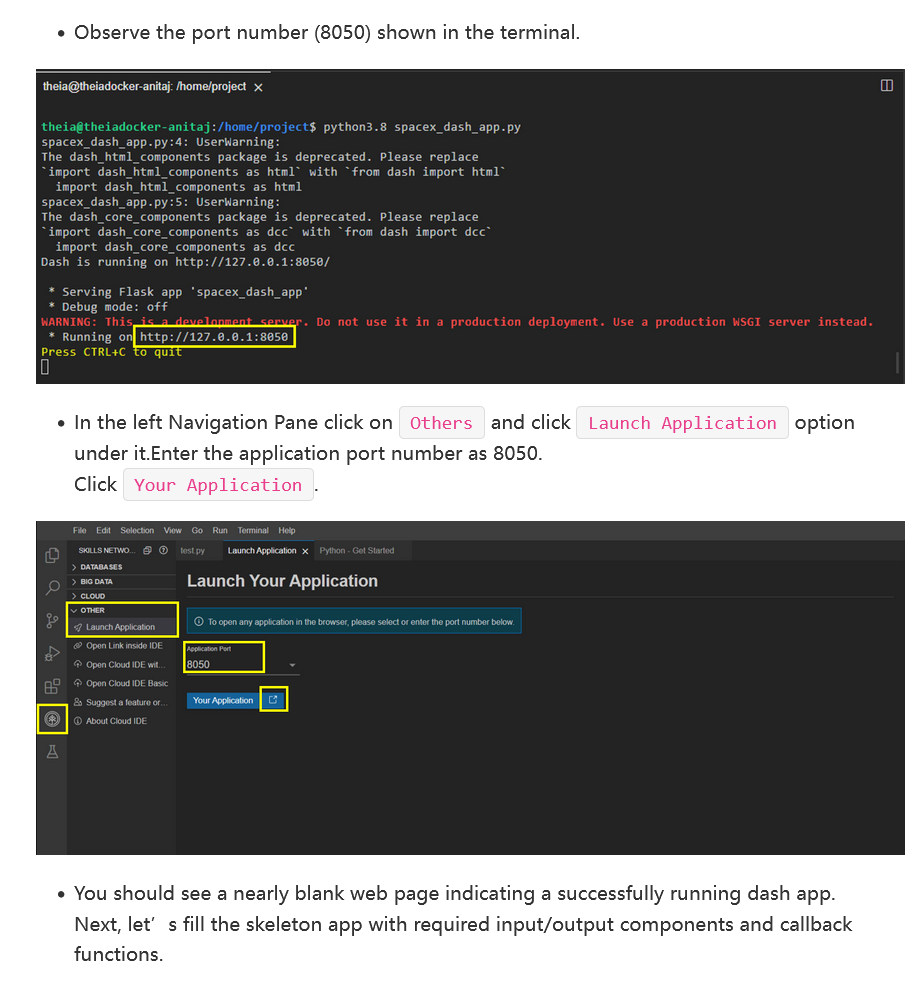 Observe the port number (8050) shown in the terminal.
theia@theiadocker-anitaj: /home/project
theia@theiadocker-anitaj:/home/project$ python3.8 spacex_dash_app.py
spacex_dash_app.py:4: UserWarning:
The dash_html_components package is deprecated. Please replace
`import dash_html_components as html` with `from dash import html`
import dash_html_components as html
spacex_dash_app.py:5: UserWarning:
The dash_core_components package is deprecated. Please replace
`import dash_core_components as dcc` with `from dash import dcc`
import dash_core_components as dcc
Dash is running on http://127.0.0.1:8050/
* Serving Flask app 'spacex_dash_app'
* Debug mode: off
WARNING: This is a development server. Do not use it in a production deployment. Use a production WSGI server instead.
* Running on http://127.0.0.1:8050
Press CTRL+C to quit
In the left Navigation Pane click on Others and click Launch Application option
under it.Enter the application port number as 8050.
Click Your Application.
File Edit Selection View Go Run Terminal Help
SKILLS NETWO...
test.py
Launch Application
Python - Get Started
DATABASES
BIG DATA
CLOUD
OTHER
Launch Application
Open Link inside IDE
Open Cloud IDE wit...
Open Cloud IDE Basic
Suggest a feature or...
About Cloud IDE
Launch Your Application
To open any application in the browser, please select or enter the port number below.
Application Port
8050
Your Application
You should see a nearly blank web page indicating a successfully running dash app.
Next, let’s fill the skeleton app with required input/output components and callback
functions.